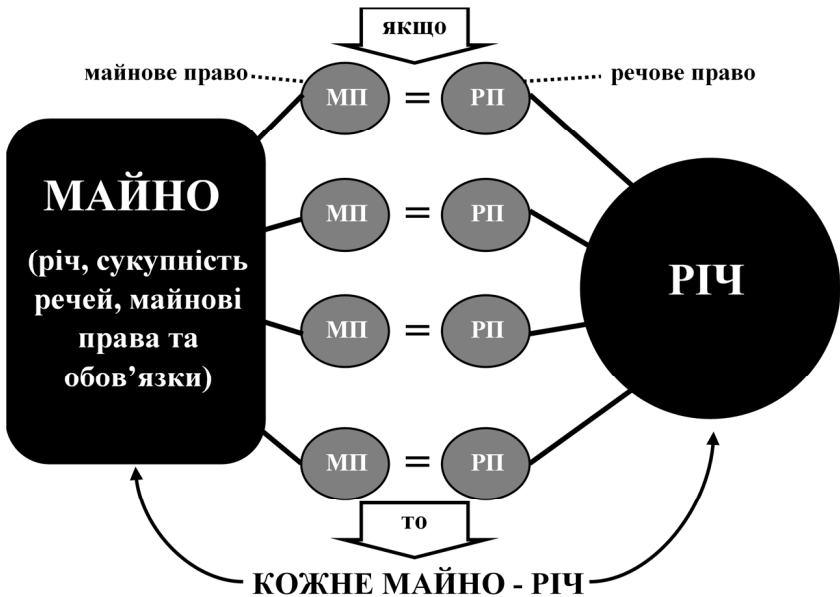 якщо
майнове право
речове право
МП = РП
МАЙНО
(річ, сукупність
речей, майнові
права та
обов’язки)
МП = РП
РІЧ
МП = РП
МП = РП
то
КОЖНЕ МАЙНО - РІЧ